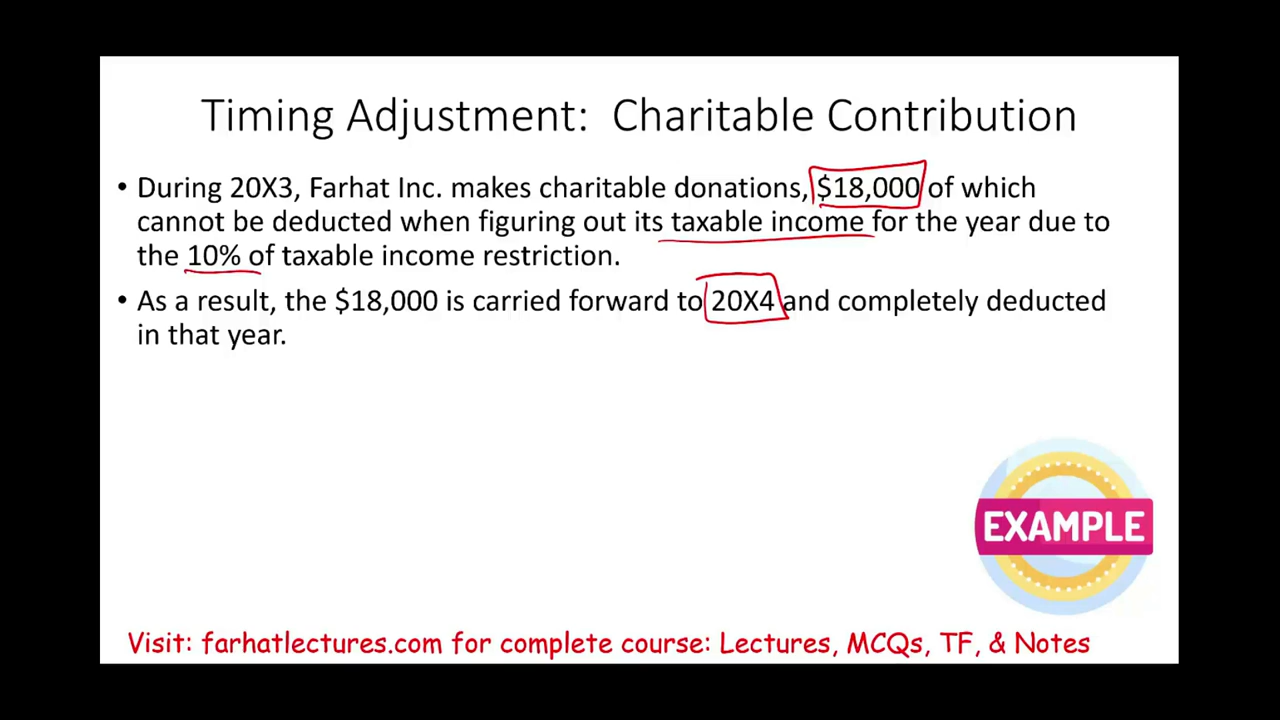 Timing Adjustment: Charitable Contribution
• During 20X3, Farhat Inc. makes charitable donations, $18,000 of which
cannot be deducted when figuring out its taxable income for the year due to
the 10% of taxable income restriction.
• As a result, the $18,000 is carried forward to 20X4 and completely deducted
in that year.
EXAMPLE
Visit: farhatlectures.com for complete course: Lectures, MCQs, TF, & Notes